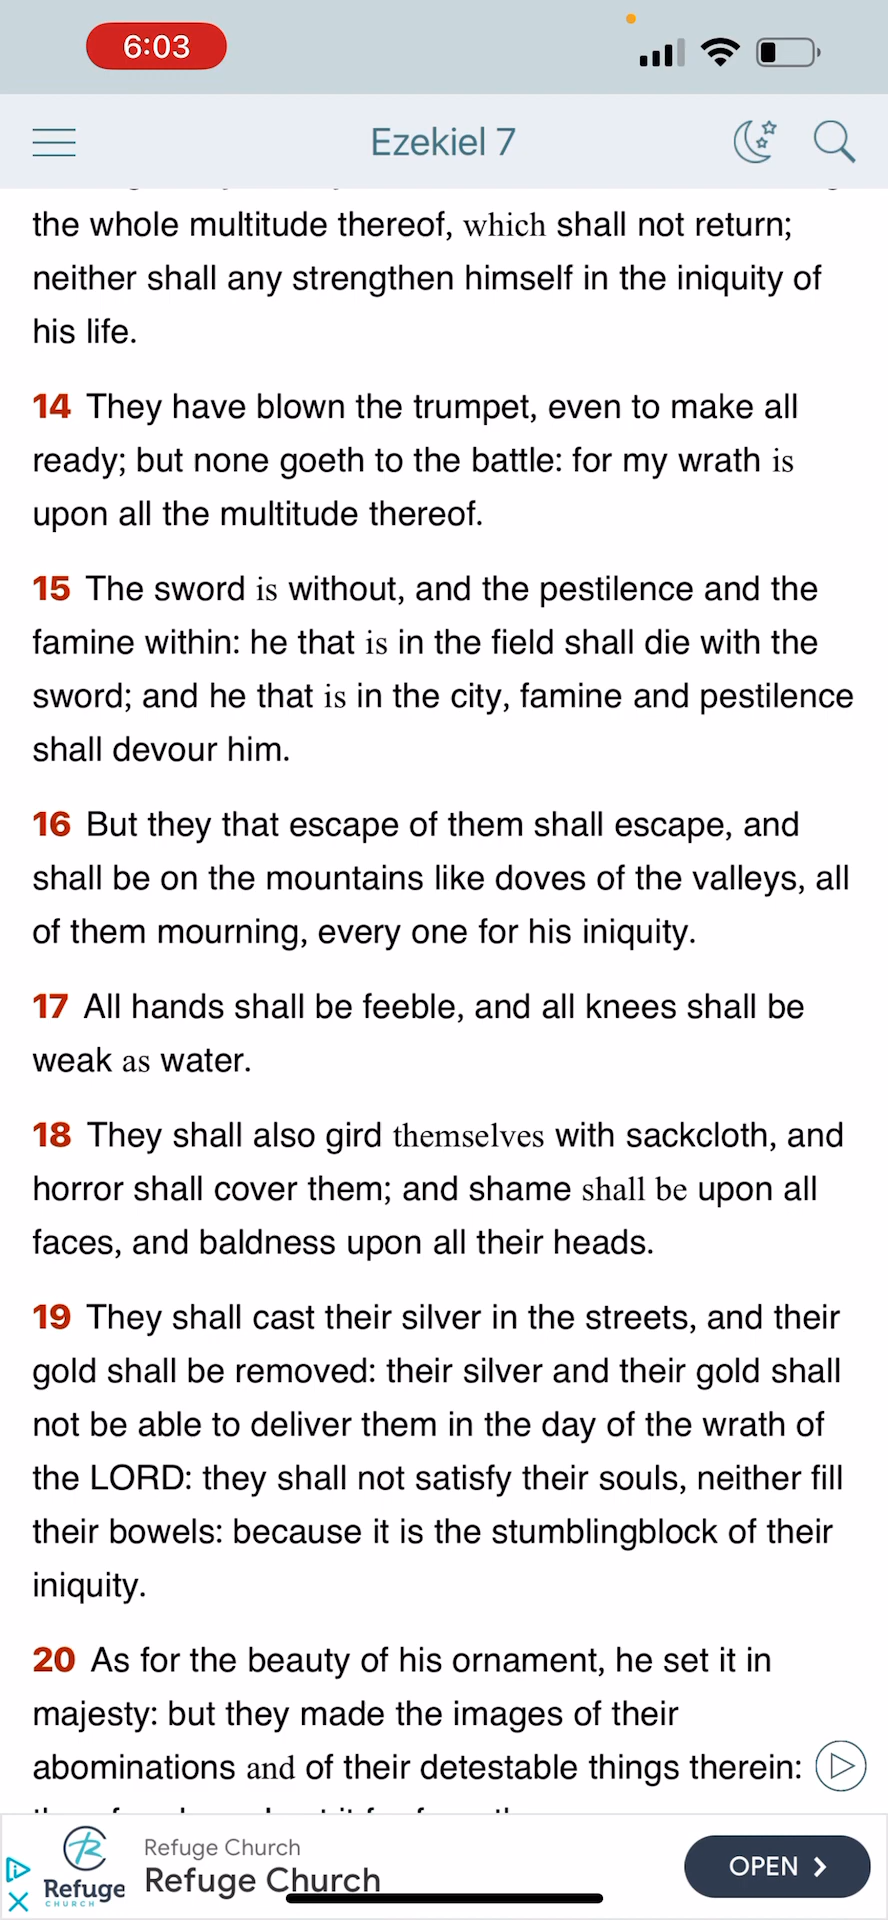 6:03
Ezekiel 7
the whole multitude thereof, which shall not return;
neither shall any strengthen himself in the iniquity of
his life.
14 They have blown the trumpet, even to make all
ready; but none goeth to the battle: for my wrath is
upon all the multitude thereof.
15 The sword is without, and the pestilence and the
famine within: he that is in the field shall die with the
sword; and he that is in the city, famine and pestilence
shall devour him.
16 But they that escape of them shall escape, and
shall be on the mountains like doves of the valleys, all
of them mourning, every one for his iniquity.
17 All hands shall be feeble, and all knees shall be
weak as water.
18 They shall also gird themselves with sackcloth, and
horror shall cover them; and shame shall be upon all
faces, and baldness upon all their heads.
19 They shall cast their silver in the streets, and their
gold shall be removed: their silver and their gold shall
not be able to deliver them in the day of the wrath of
the LORD: they shall not satisfy their souls, neither fill
their bowels: because it is the stumblingblock of their
iniquity.
20 As for the beauty of his ornament, he set it in
majesty: but they made the images of their
abominations and of their detestable things therein:
Refuge Church
Refuge Church
Refuge
CHURCH
OPEN